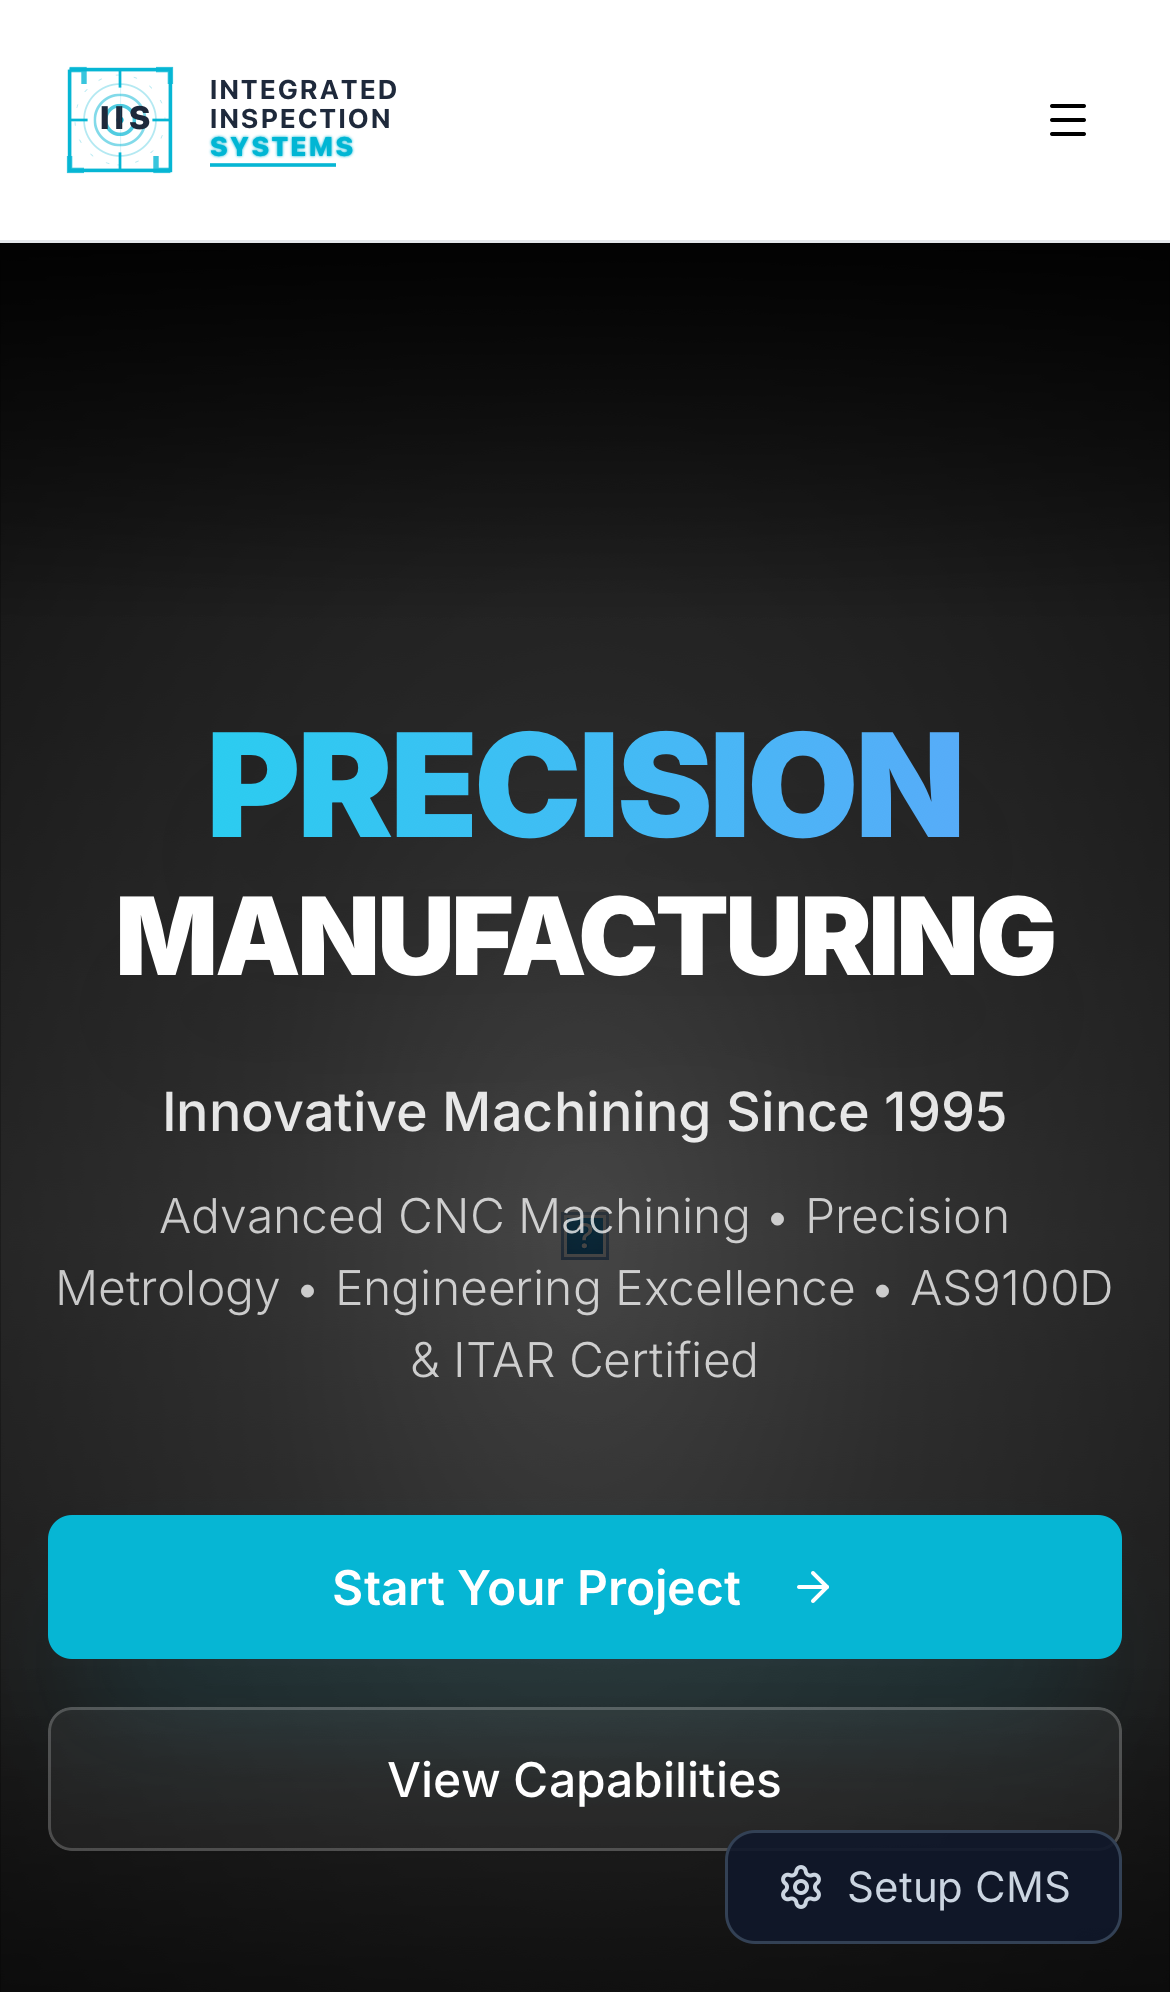 IIS
INTEGRATED
INSPECTION
SYSTEMS
PRECISION
MANUFACTURING
Innovative Machining Since 1995
Advanced CNC Machining • Precision
Metrology • Engineering Excellence • AS9100D
& ITAR Certified
?
Start Your Project →
View Capabilities
Setup CMS